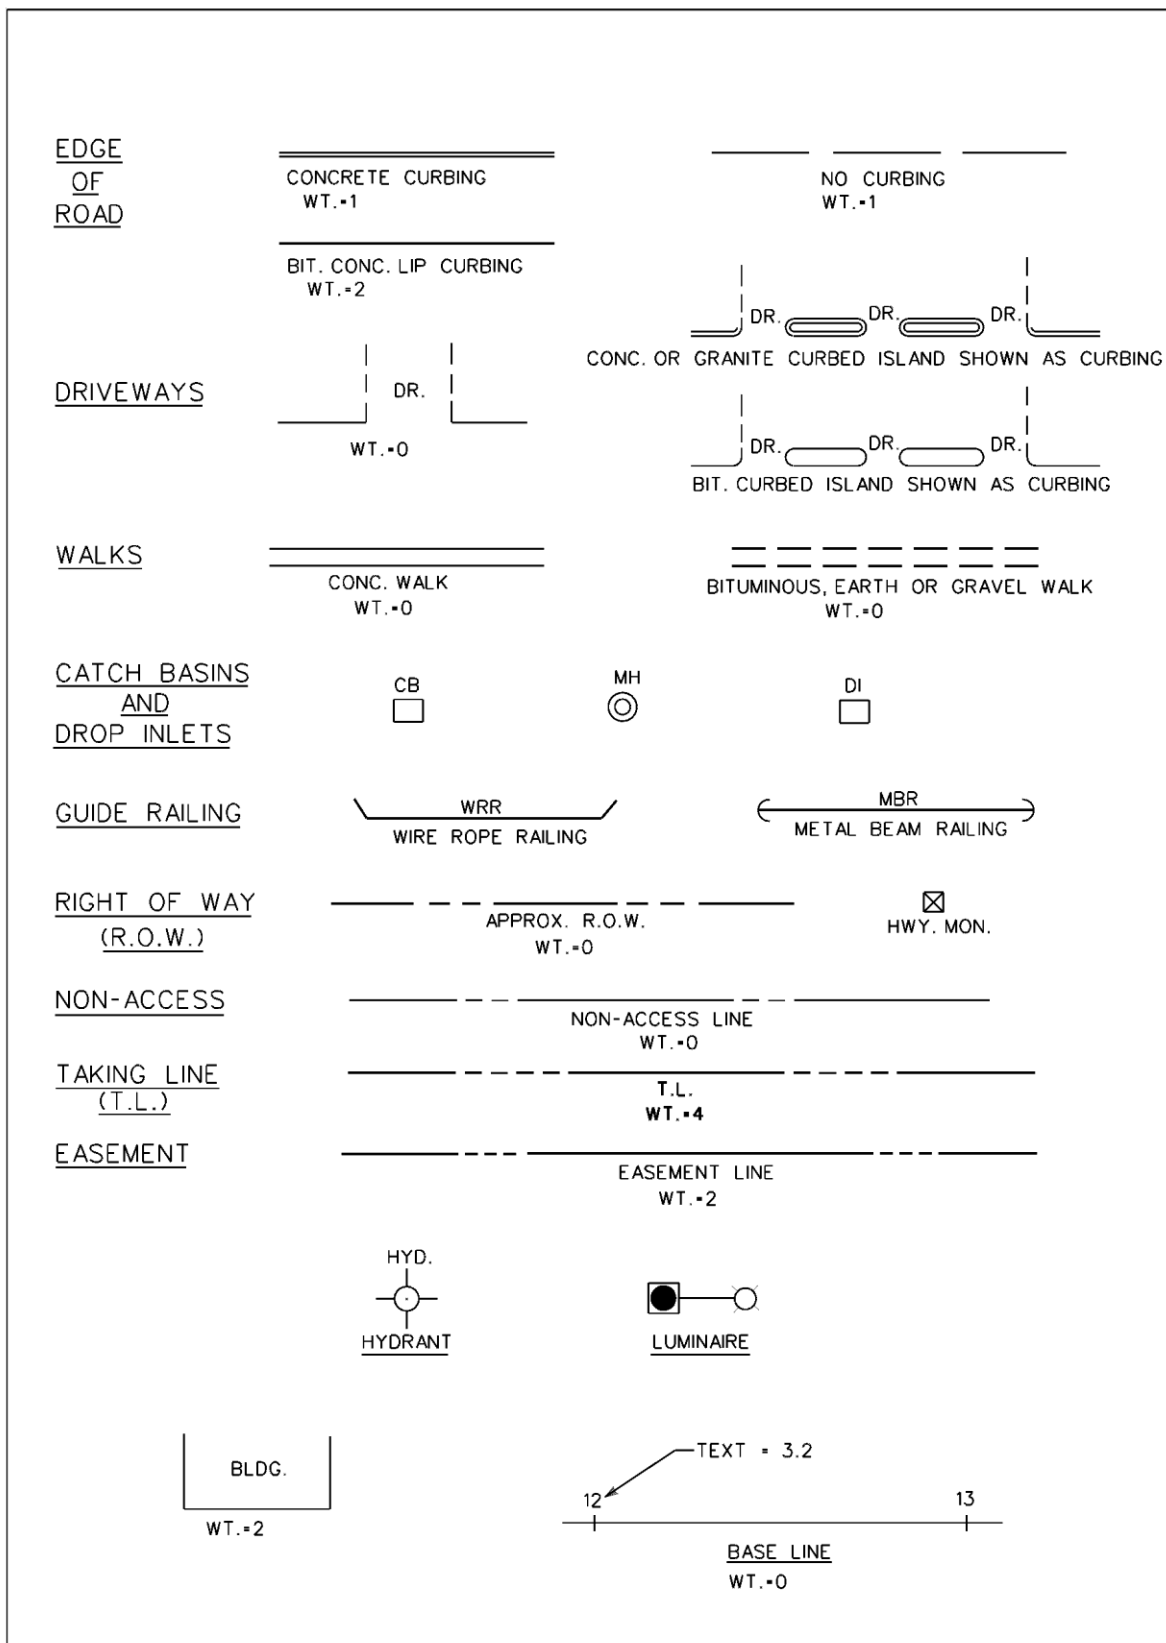 EDGE
OF
ROAD
CONCRETE CURBING
WT.=1
NO CURBING
WT.=1
BIT. CONC. LIP CURBING
WT.=2
DR. DR. DR.
CONC. OR GRANITE CURBED ISLAND SHOWN AS CURBING
DRIVEWAYS
DR.
WT.=0
DR. DR. DR.
BIT. CURBED ISLAND SHOWN AS CURBING
WALKS
CONC. WALK
WT.=0
BITUMINOUS, EARTH OR GRAVEL WALK
WT.=0
CATCH BASINS
AND
DROP INLETS
CB
MH
DI
GUIDE RAILING
WRR
WIRE ROPE RAILING
MBR
METAL BEAM RAILING
RIGHT OF WAY
(R.O.W.)
APPROX. R.O.W.
WT.=0
HWY. MON.
NON-ACCESS
NON-ACCESS LINE
WT.=0
TAKING LINE
(T.L.)
T.L.
WT.=4
EASEMENT
EASEMENT LINE
WT.=2
HYD.
HYDRANT
LUMINAIRE
BLDG.
WT.=2
TEXT = 3.2
12
13
BASE LINE
WT.=0